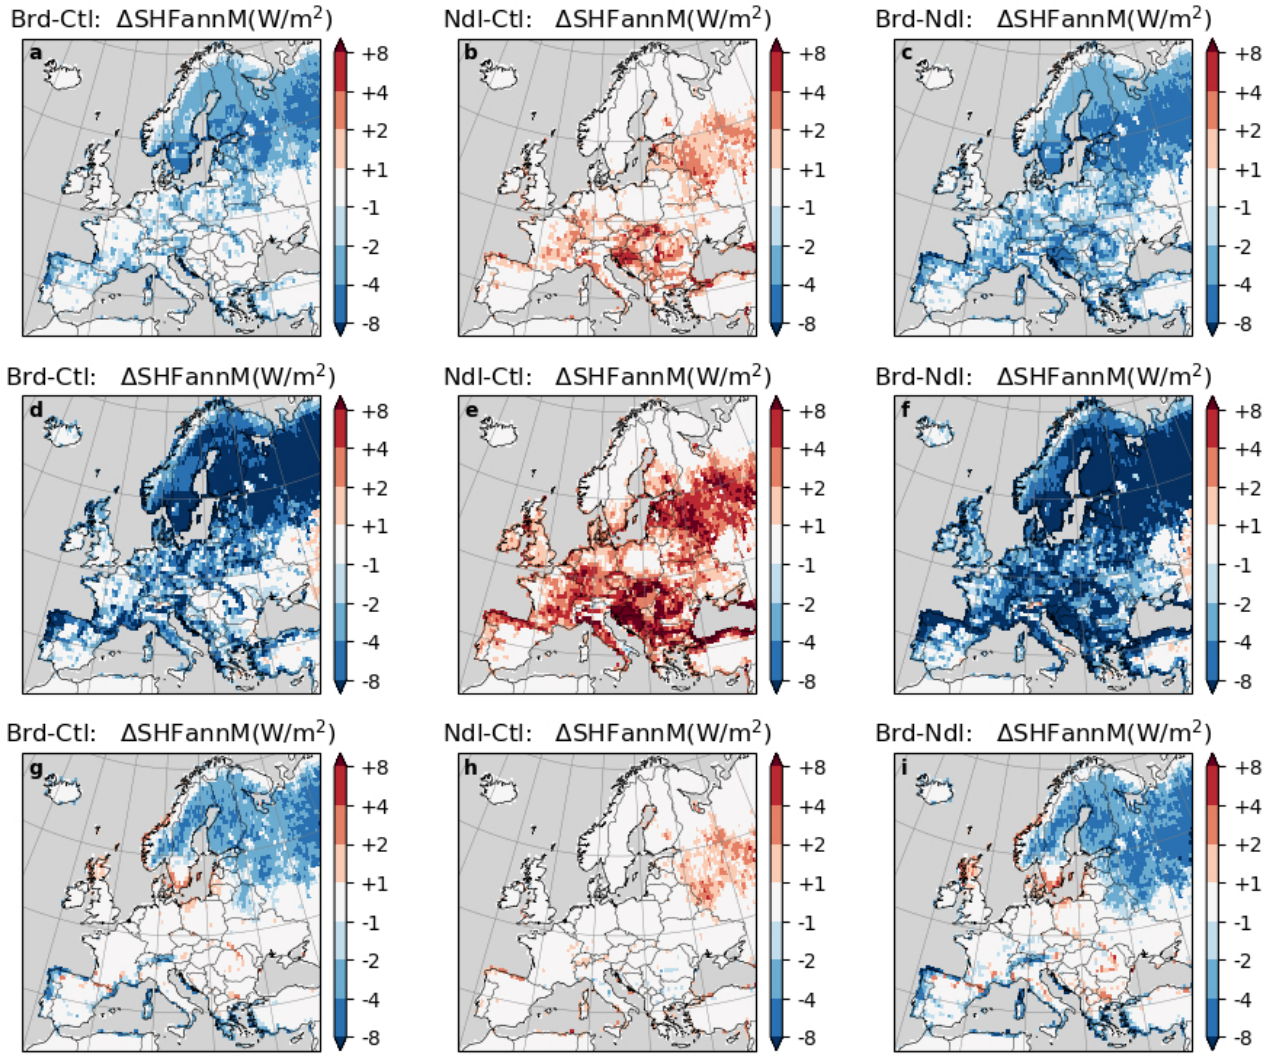 Brd-Ctl: ΔSHFannM(W/m²) Ndl-Ctl: ΔSHFannM(W/m²) Brd-Ndl: ΔSHFannM(W/m²)
a +8 b +8 c +8
+4 +4 +4
+2 +2 +2
+1 +1 +1
-1 -1 -1
-2 -2 -2
-4 -4 -4
-8 -8 -8
Brd-Ctl: ΔSHFannM(W/m²) Ndl-Ctl: ΔSHFannM(W/m²) Brd-Ndl: ΔSHFannM(W/m²)
d +8 e +8 f +8
+4 +4 +4
+2 +2 +2
+1 +1 +1
-1 -1 -1
-2 -2 -2
-4 -4 -4
-8 -8 -8
Brd-Ctl: ΔSHFannM(W/m²) Ndl-Ctl: ΔSHFannM(W/m²) Brd-Ndl: ΔSHFannM(W/m²)
g +8 h +8 i +8
+4 +4 +4
+2 +2 +2
+1 +1 +1
-1 -1 -1
-2 -2 -2
-4 -4 -4
-8 -8 -8